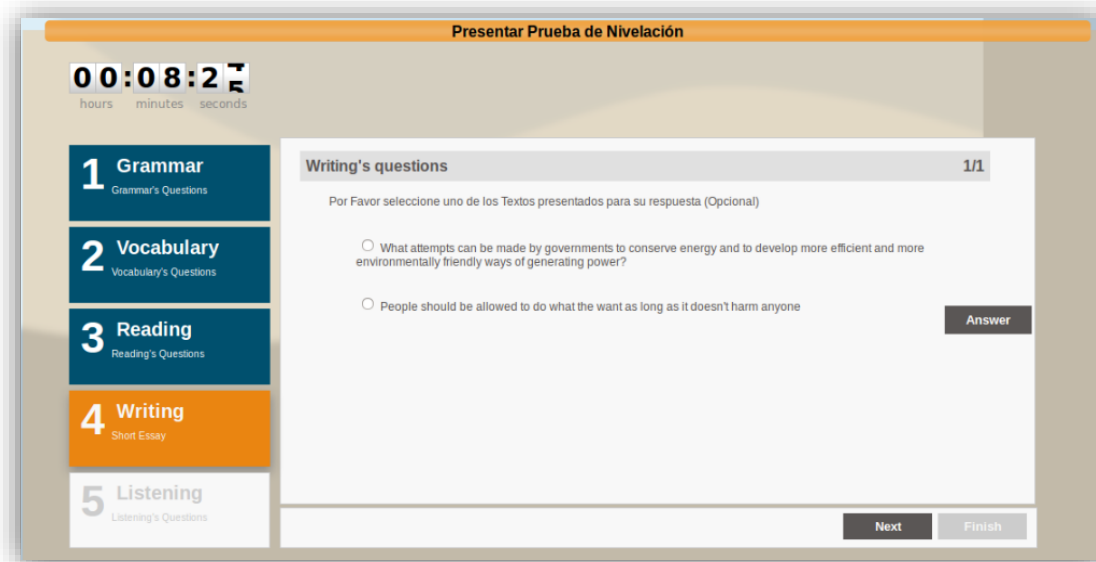 Presentar Prueba de Nivelación
00:08:2
hours minutes seconds
1 Grammar
Grammar's Questions
2 Vocabulary
Vocabulary's Questions
3 Reading
Reading's Questions
4 Writing
Short Essay
5 Listening
Listening's Questions
Writing's questions 1/1
Por Favor seleccione uno de los Textos presentados para su respuesta (Opcional)
What attempts can be made by governments to conserve energy and to develop more efficient and more
environmentally friendly ways of generating power?
People should be allowed to do what the want as long as it doesn't harm anyone
Answer
Next Finish